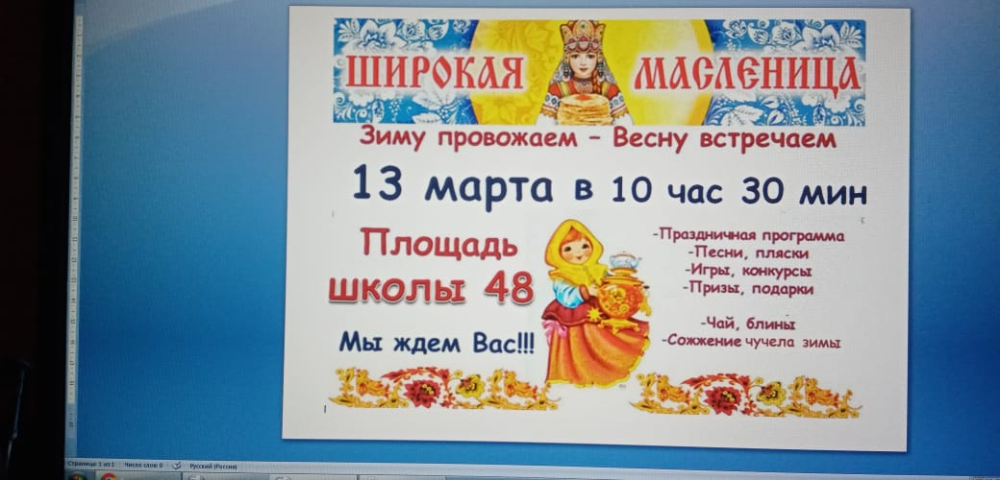 ШИРОКАЯ МАСЛЕНИЦА
Зиму провожаем – Весну встречаем
13 марта в 10 час 30 мин
Площадь
школы 48
Мы ждем Вас!!!
-Праздничная программа
-Песни, пляски
-Игры, конкурсы
-Призы, подарки
-Чай, блины
-Сожжение чучела зимы
Страница: 1 из 1 Число слов: 0 Русский (Россия)